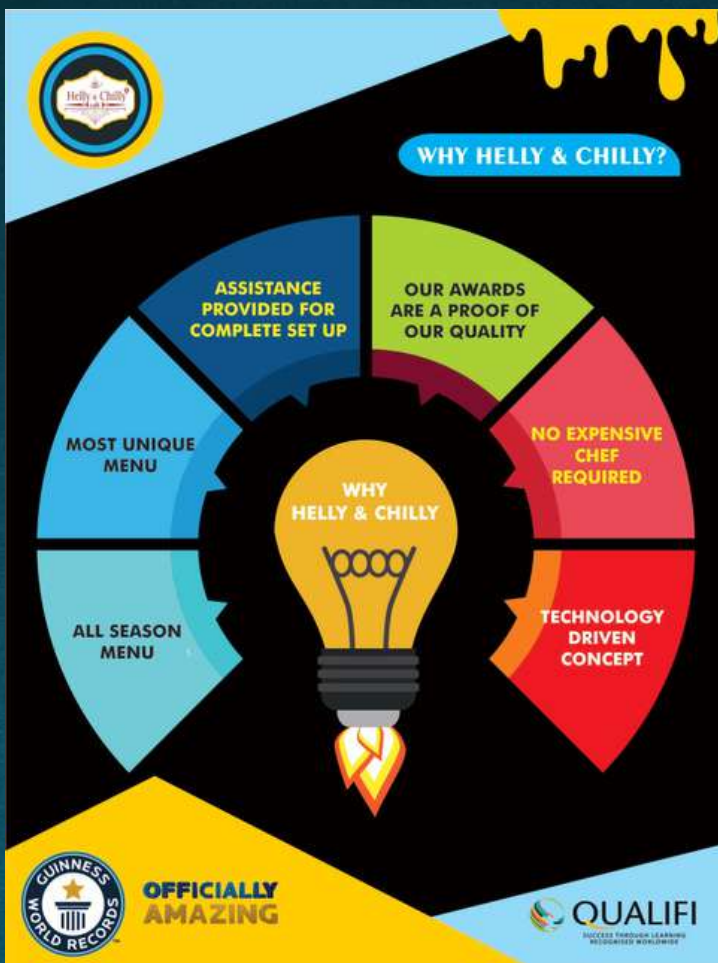 Helly & Chilly
WHY HELLY & CHILLY?
ASSISTANCE
PROVIDED FOR
COMPLETE SET UP
OUR AWARDS
ARE A PROOF OF
OUR QUALITY
MOST UNIQUE
MENU
NO EXPENSIVE
CHEF
REQUIRED
WHY
HELLY & CHILLY
ALL SEASON
MENU
TECHNOLOGY
DRIVEN
CONCEPT
GUINNESS
WORLD RECORDS
TM
OFFICIALLY
AMAZING
QUALIFI
SUCCESS THROUGH LEARNING
RECOGNISED WORLDWIDE